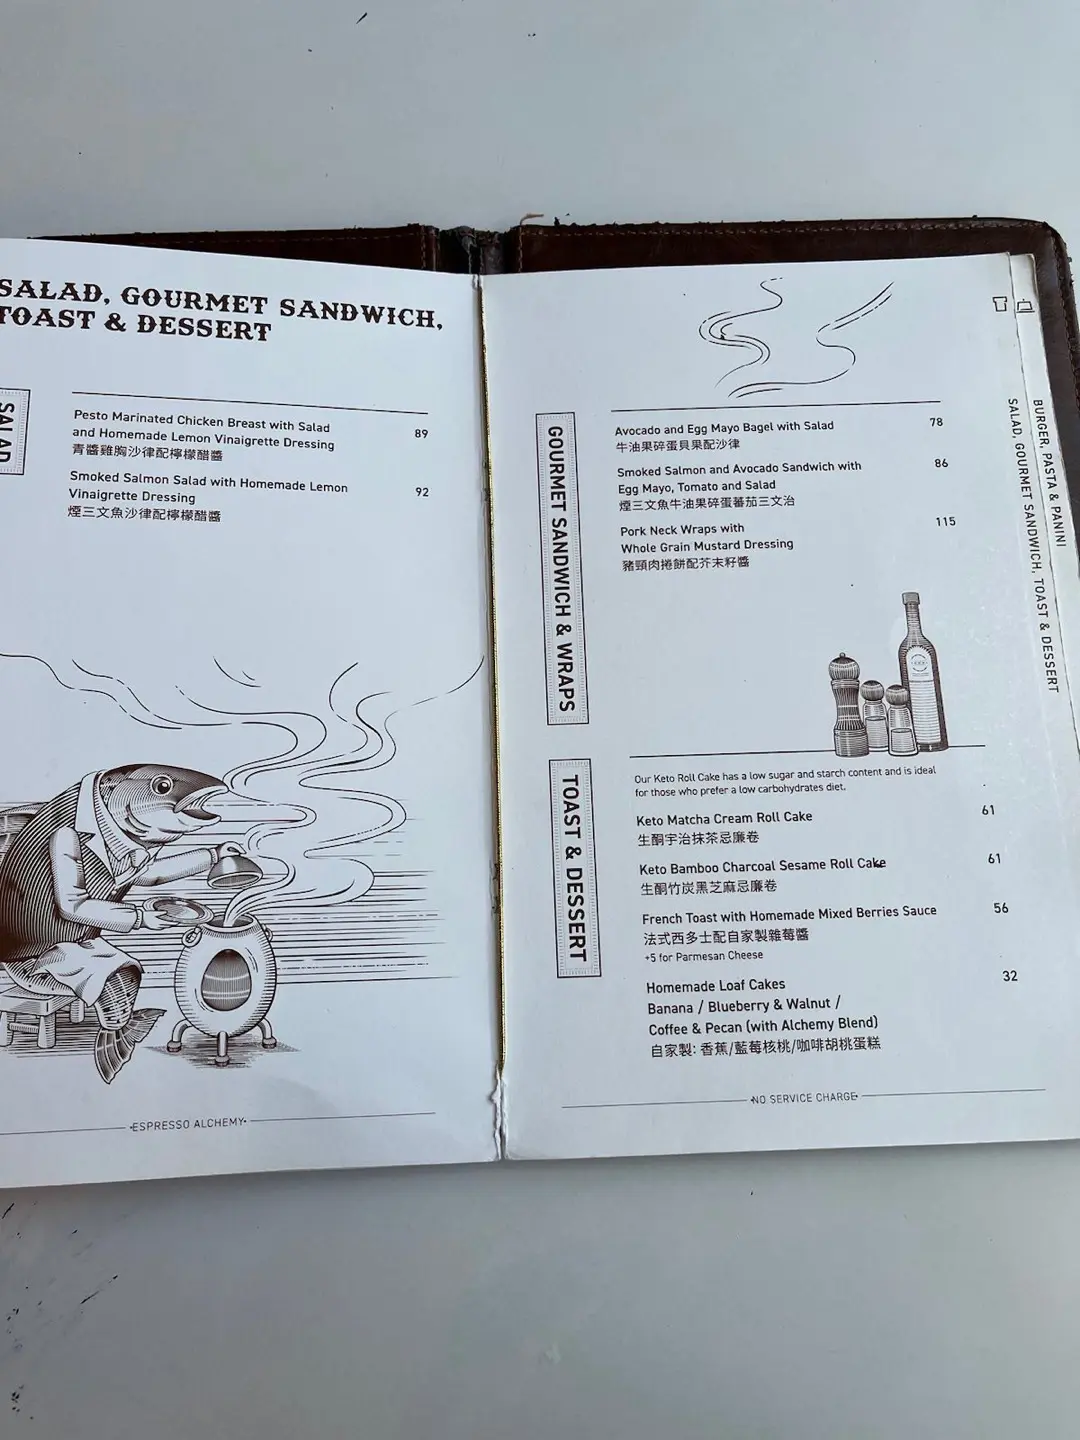 SALAD, GOURMET SANDWICH,
TOAST & DESSERT
SALAD
Pesto Marinated Chicken Breast with Salad
and Homemade Lemon Vinaigrette Dressing 89
青醬雞胸沙律配檸檬醋醬
Smoked Salmon Salad with Homemade Lemon 92
Vinaigrette Dressing
煙三文魚沙律配檸檬醋醬
ESPRESSO ALCHEMY
GOURMET SANDWICH & WRAPS
Avocado and Egg Mayo Bagel with Salad 78
牛油果碎蛋貝果配沙律
Smoked Salmon and Avocado Sandwich with 86
Egg Mayo, Tomato and Salad
煙三文魚牛油果碎蛋蕃茄三文治
Pork Neck Wraps with 115
Whole Grain Mustard Dressing
豬頸肉捲餅配芥末籽醬
TOAST & DESSERT
Our Keto Roll Cake has a low sugar and starch content and is ideal
for those who prefer a low carbohydrates diet.
Keto Matcha Cream Roll Cake 61
生酮宇治抹茶忌廉卷
Keto Bamboo Charcoal Sesame Roll Cake 61
生酮竹炭黑芝麻忌廉卷
French Toast with Homemade Mixed Berries Sauce 56
法式西多士配自家製雜莓醬
+5 for Parmesan Cheese
Homemade Loaf Cakes 32
Banana / Blueberry & Walnut /
Coffee & Pecan (with Alchemy Blend)
自家製: 香蕉/藍莓核桃/咖啡胡桃蛋糕
NO SERVICE CHARGE
SALAD, GOURMET SANDWICH, TOAST & DESSERT
BURGER, PASTA & PANINI